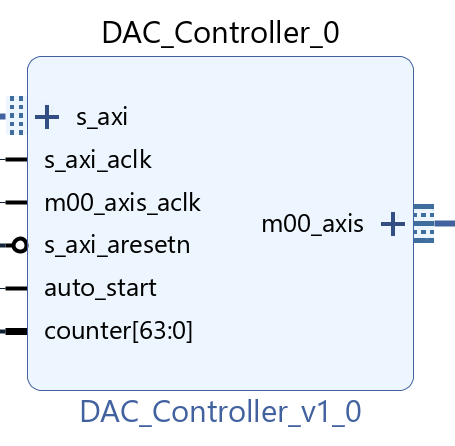 DAC_Controller_0
s_axi
s_axi_aclk
m00_axis_aclk
s_axi_aresetn
auto_start
counter[63:0]
m00_axis
DAC_Controller_v1_0